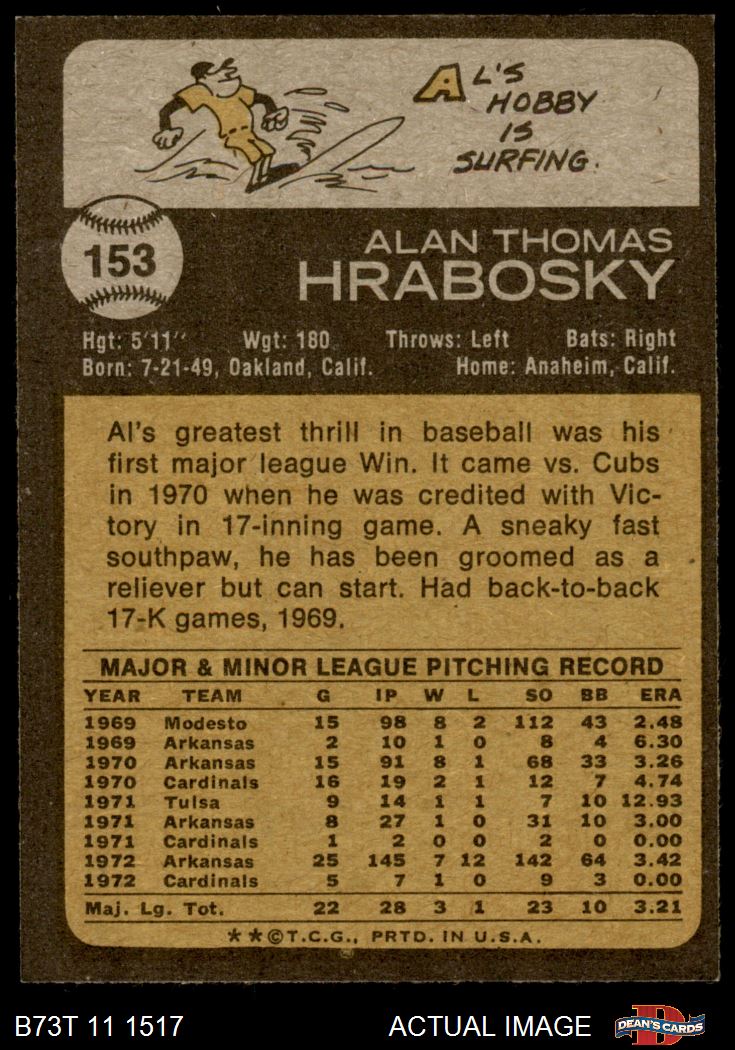 AL'S
HOBBY
IS
SURFING.
153
ALAN THOMAS
HRABOSKY
Hgt: 5'11" Wgt: 180 Throws: Left Bats: Right
Born: 7-21-49, Oakland, Calif. Home: Anaheim, Calif.
Al's greatest thrill in baseball was his
first major league Win. It came vs. Cubs
in 1970 when he was credited with Vic-
tory in 17-inning game. A sneaky fast
southpaw, he has been groomed as a
reliever but can start. Had back-to-back
17-K games, 1969.
MAJOR & MINOR LEAGUE PITCHING RECORD
YEAR TEAM G IP W L SO BB ERA
1969 Modesto 15 98 8 2 112 43 2.48
1969 Arkansas 2 10 1 0 8 4 6.30
1970 Arkansas 15 91 8 1 68 33 3.26
1970 Cardinals 16 19 2 1 12 7 4.74
1971 Tulsa 9 14 1 1 7 10 12.93
1971 Arkansas 8 27 1 0 31 10 3.00
1971 Cardinals 1 2 0 0 2 0 0.00
1972 Arkansas 25 145 7 12 142 64 3.42
1972 Cardinals 5 7 1 0 9 3 0.00
Maj. Lg. Tot. 22 28 3 1 23 10 3.21
**©T.C.G., PRTD. IN U.S.A.
B73T 11 1517 ACTUAL IMAGE D DEAN'S CARDS